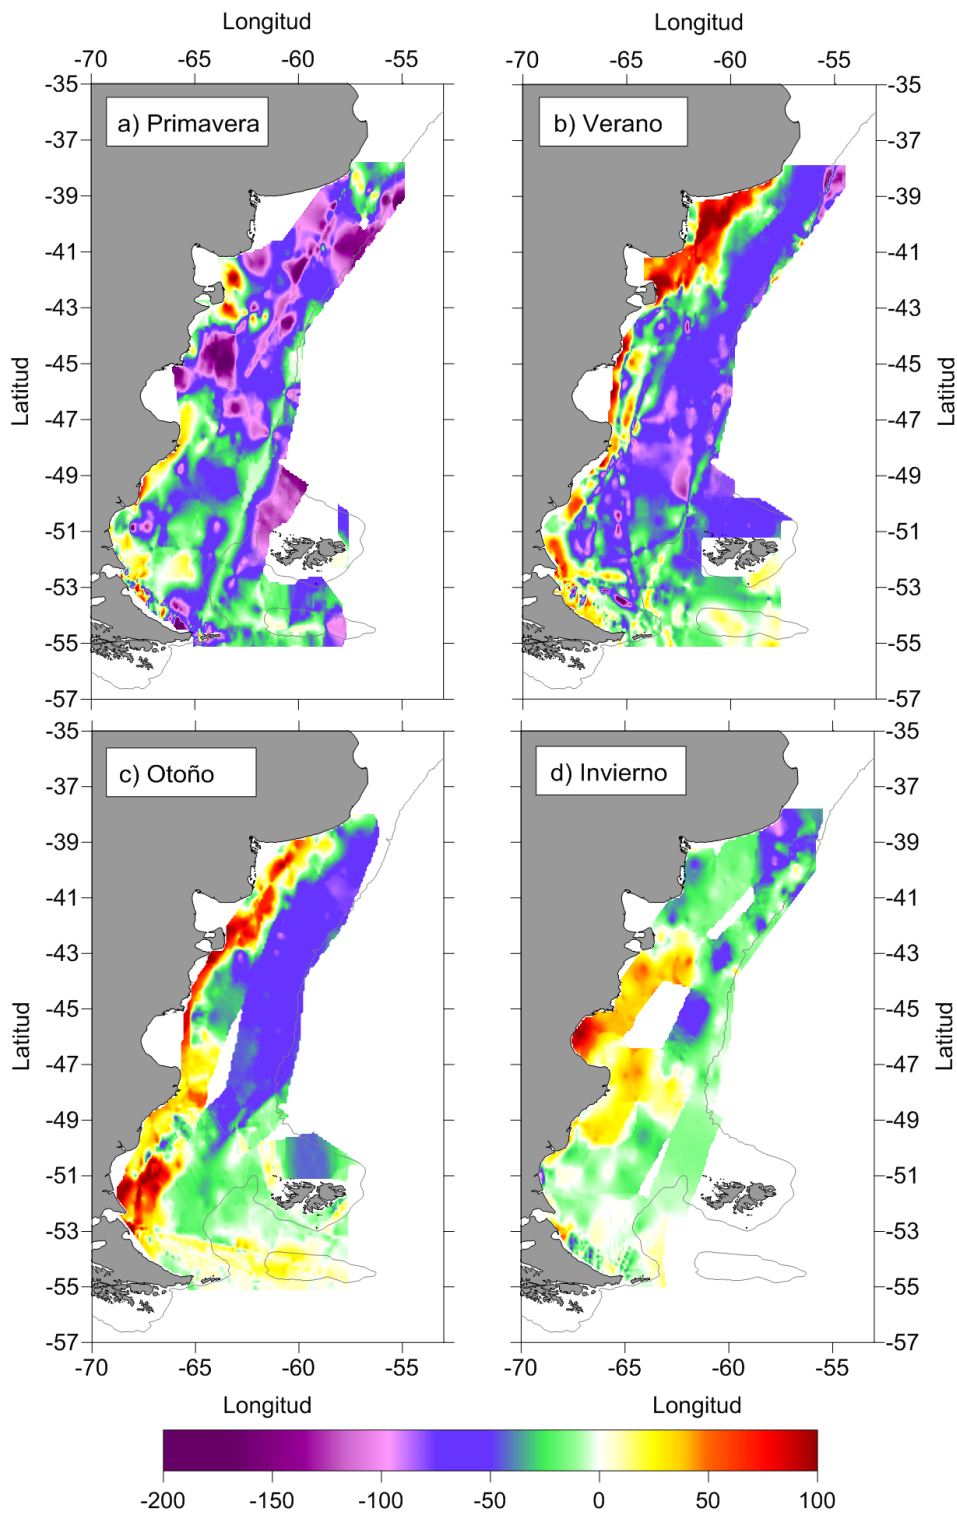 Longitud Longitud
-70 -65 -60 -55 -70 -65 -60 -55
-35 -35
a) Primavera b) Verano
-37 -37
-39 -39
-41 -41
-43 -43
-45 -45
Latitud Latitud
-47 -47
-49 -49
-51 -51
-53 -53
-55 -55
-57 -57
-35 -35
c) Otoño d) Invierno
-37 -37
-39 -39
-41 -41
-43 -43
-45 -45
Latitud Latitud
-47 -47
-49 -49
-51 -51
-53 -53
-55 -55
-57 -57
-70 -65 -60 -55 -70 -65 -60 -55
Longitud Longitud
-200 -150 -100 -50 0 50 100